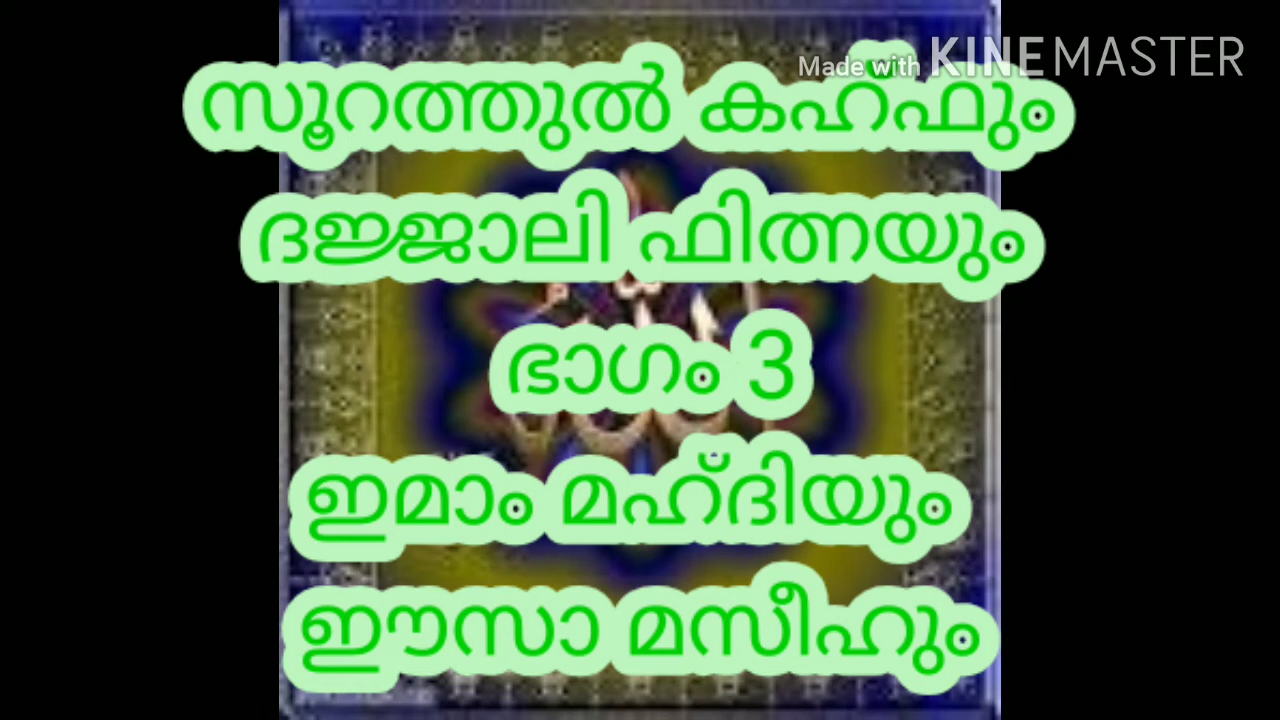 Made with KINEMASTER
സൂറത്തുൽ കഹ്ഫും
ദജ്ജാലി ഫിത്നയും
ഭാഗം 3
ഇമാം മഹ്ദിയും
ഈസാ മസീഹും